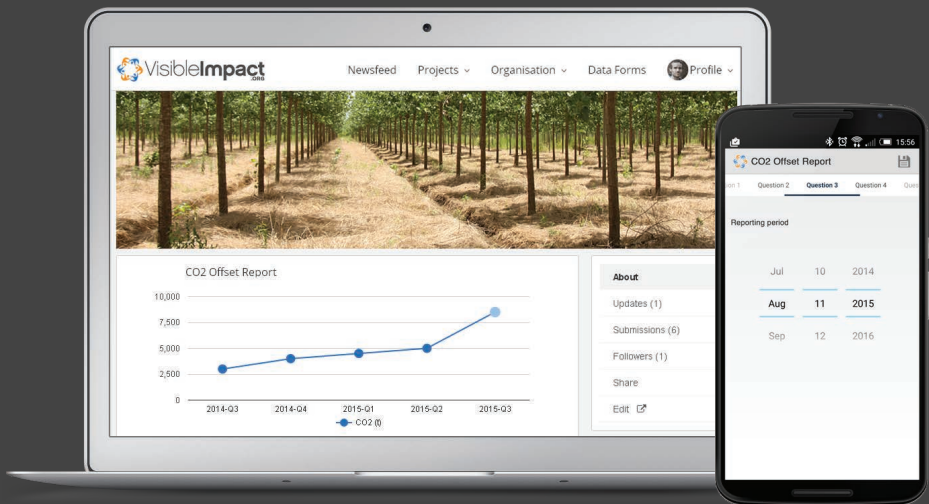 VisibleImpact
.ORG
Newsfeed Projects Organisation Data Forms Profile
CO2 Offset Report
10,000
7,500
5,000
2,500
0
2014-Q3 2014-Q4 2015-Q1 2015-Q2 2015-Q3
CO2 (t)
About
Updates (1)
Submissions (6)
Followers (1)
Share
Edit
15:56
CO2 Offset Report
Question 2 Question 3 Question 4
Reporting period
Jul 10 2014
Aug 11 2015
Sep 12 2016